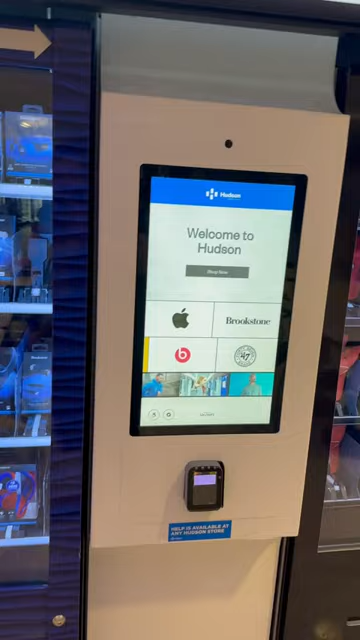 Hudson
Welcome to
Hudson
Shop Now
Brookstone
47
HELP IS AVAILABLE AT
ANY HUDSON STORE